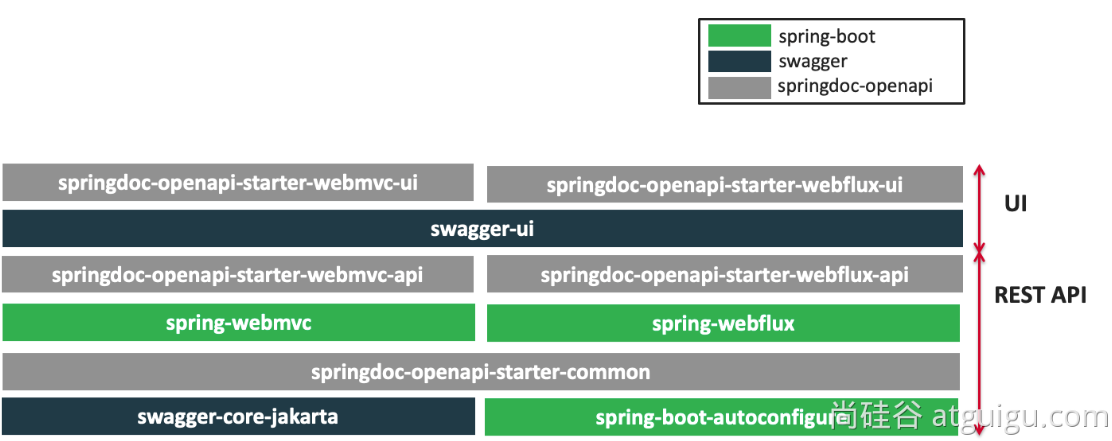 spring-boot
swagger
springdoc-openapi
springdoc-openapi-starter-webmvc-ui
springdoc-openapi-starter-webflux-ui
UI
swagger-ui
springdoc-openapi-starter-webmvc-api
springdoc-openapi-starter-webflux-api
REST API
spring-webmvc
spring-webflux
springdoc-openapi-starter-common
swagger-core-jakarta
spring-boot-autoconfigure
尚硅谷 atguigu.com